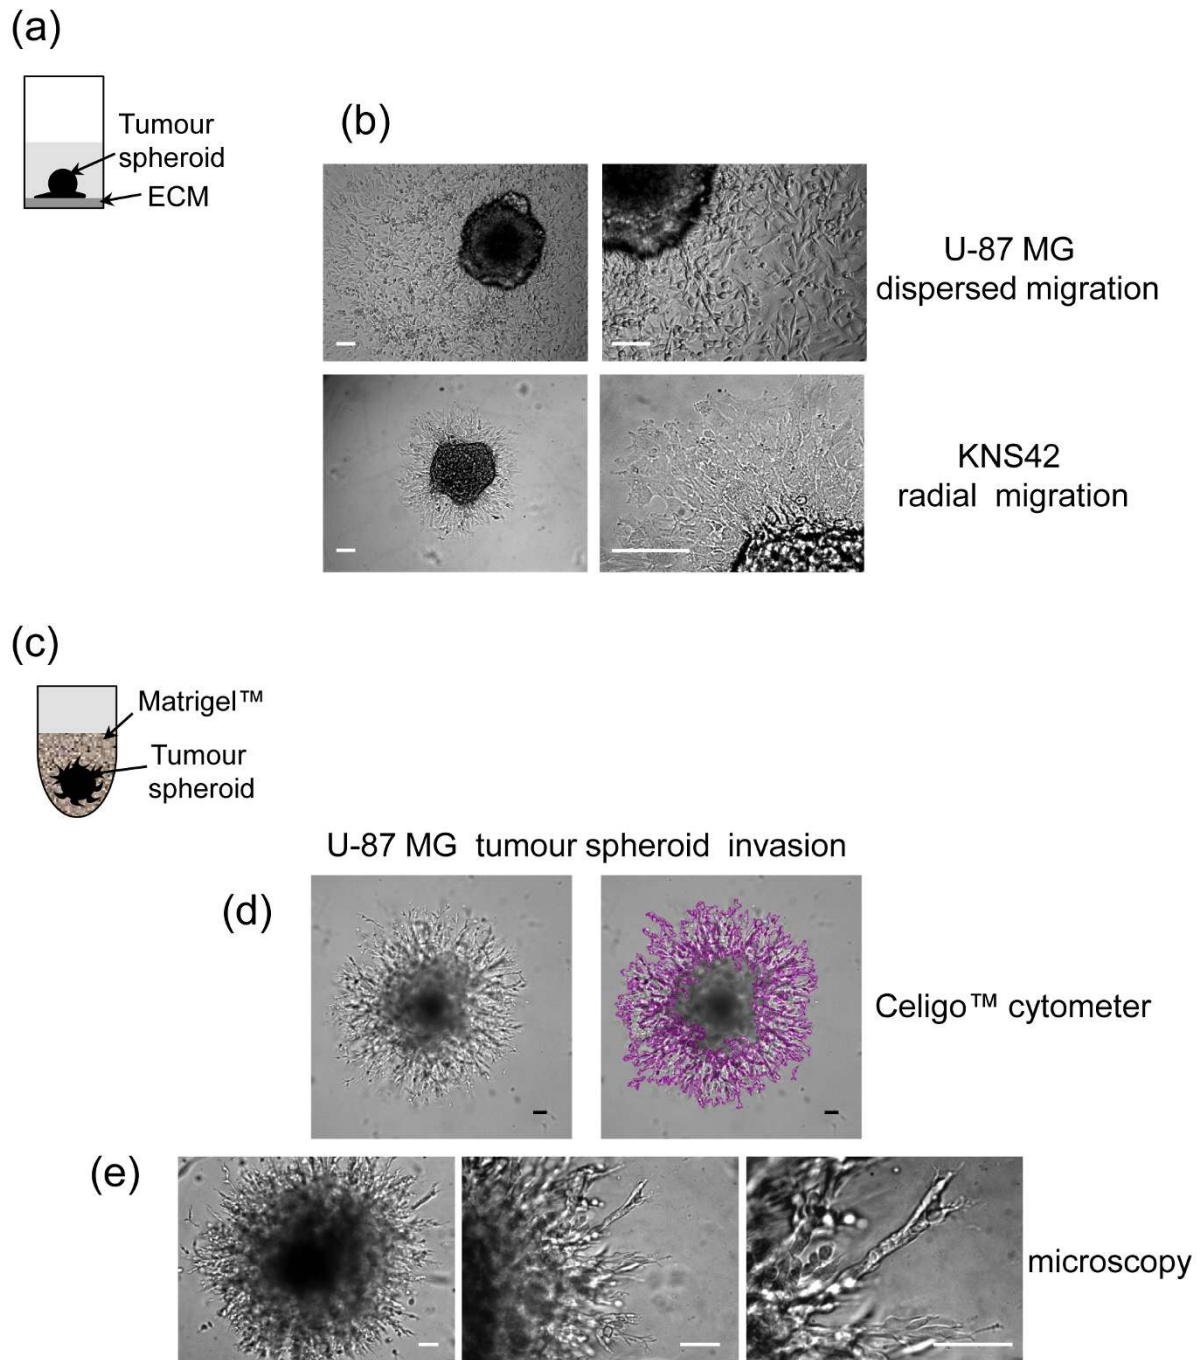 (a)
Tumour
spheroid
ECM
(b)
U-87 MG
dispersed migration
KNS42
radial migration
(c)
Matrigel™
Tumour
spheroid
U-87 MG tumour spheroid invasion
(d)
Celigo™ cytometer
(e)
microscopy